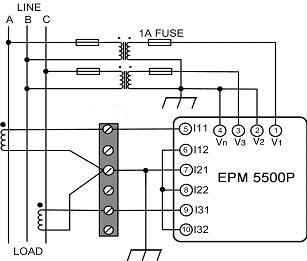 LINE
A B C
1A FUSE
4 3 2 1
Vn V3 V2 V1
5 I11
6 I12
7 I21
8 I22
9 I31
10 I32
EPM 5500P
LOAD